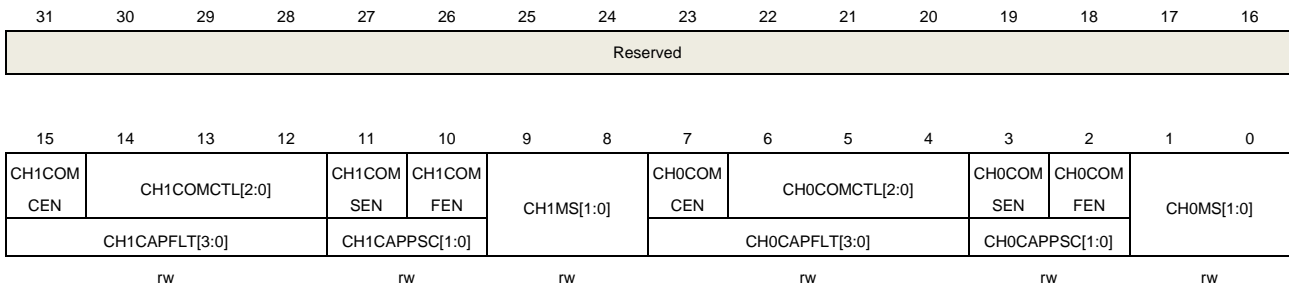 31 30 29 28 27 26 25 24 23 22 21 20 19 18 17 16
Reserved
15 14 13 12 11 10 9 8 7 6 5 4 3 2 1 0
CH1COM CEN CH1COMCTL[2:0] CH1COM SEN CH1COM FEN CH1MS[1:0] CH0COM CEN CH0COMCTL[2:0] CH0COM SEN CH0COM FEN CH0MS[1:0]
CH1CAPFLT[3:0] CH1CAPPSC[1:0] CH0CAPFLT[3:0] CH0CAPPSC[1:0]
rw rw rw rw rw rw